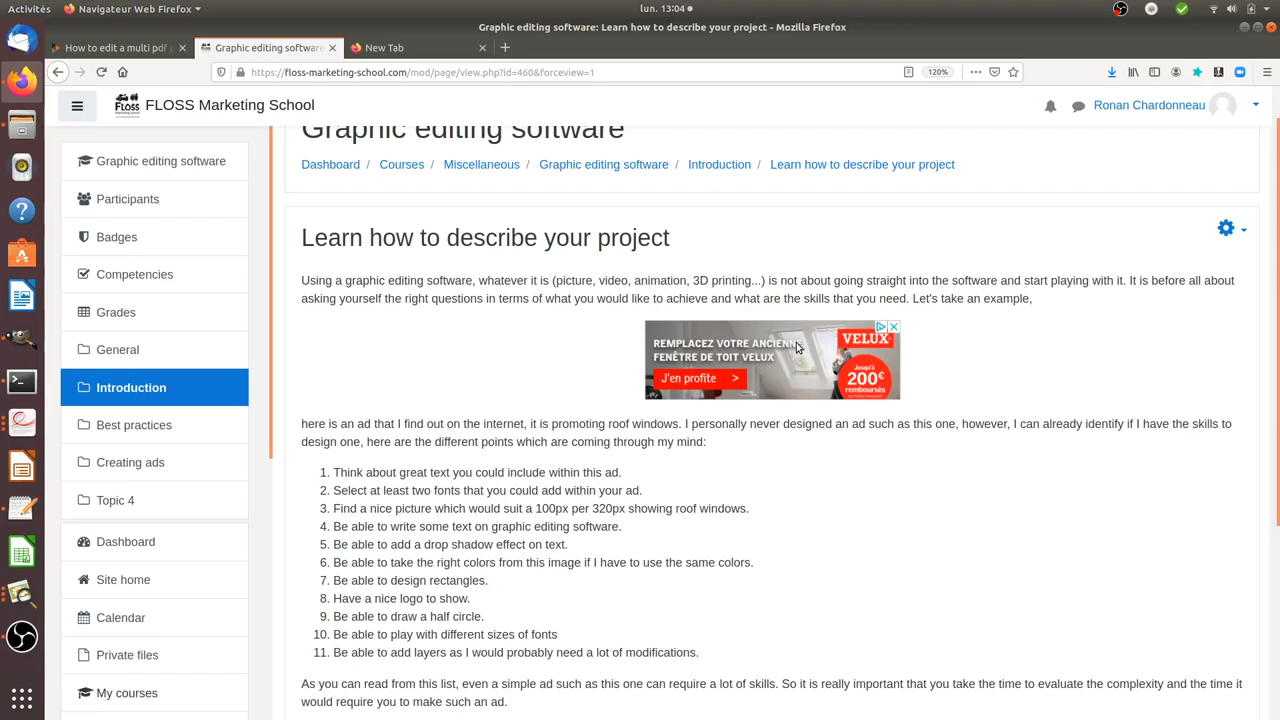 Activités Navigateur Web Firefox lun. 13:04
Graphic editing software: Learn how to describe your project - Mozilla Firefox
How to edit a multi pdf Graphic editing software New Tab
https://floss-marketing-school.com/mod/page/view.php?id=460&forceview=1 120%
FLOSS FLOSS Marketing School Ronan Chardonneau
Graphic editing software
Dashboard / Courses / Miscellaneous / Graphic editing software / Introduction / Learn how to describe your project
Graphic editing software
Participants
Badges
Competencies
Grades
General
Introduction
Best practices
Creating ads
Topic 4
Dashboard
Site home
Calendar
Private files
My courses
Learn how to describe your project
Using a graphic editing software, whatever it is (picture, video, animation, 3D printing...) is not about going straight into the software and start playing with it. It is before all about
asking yourself the right questions in terms of what you would like to achieve and what are the skills that you need. Let's take an example,
REMPLACEZ VOTRE ANCIENNE
FENÊTRE DE TOIT VELUX
J'en profite >
VELUX
Jusqu'à
200€
remboursés
here is an ad that I find out on the internet, it is promoting roof windows. I personally never designed an ad such as this one, however, I can already identify if I have the skills to
design one, here are the different points which are coming through my mind:
1. Think about great text you could include within this ad.
2. Select at least two fonts that you could add within your ad.
3. Find a nice picture which would suit a 100px per 320px showing roof windows.
4. Be able to write some text on graphic editing software.
5. Be able to add a drop shadow effect on text.
6. Be able to take the right colors from this image if I have to use the same colors.
7. Be able to design rectangles.
8. Have a nice logo to show.
9. Be able to draw a half circle.
10. Be able to play with different sizes of fonts
11. Be able to add layers as I would probably need a lot of modifications.
As you can read from this list, even a simple ad such as this one can require a lot of skills. So it is really important that you take the time to evaluate the complexity and the time it
would require you to make such an ad.